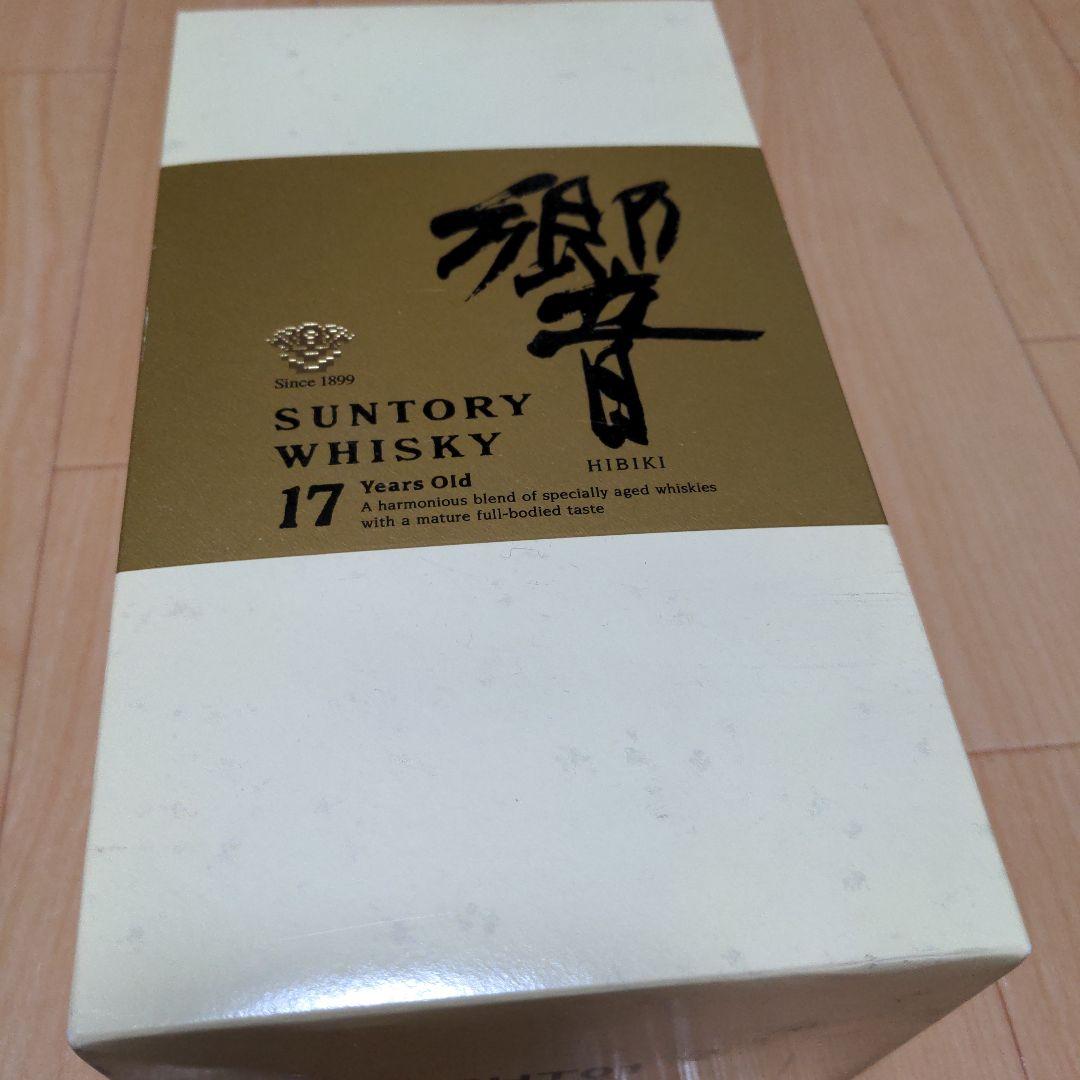 響
HIBIKI
Since 1899
SUNTORY
WHISKY
17 Years Old
A harmonious blend of specially aged whiskies
with a mature full-bodied taste